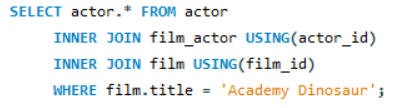 SELECT actor.* FROM actor
INNER JOIN film_actor USING(actor_id)
INNER JOIN film USING(film_id)
WHERE film.title = 'Academy Dinosaur';